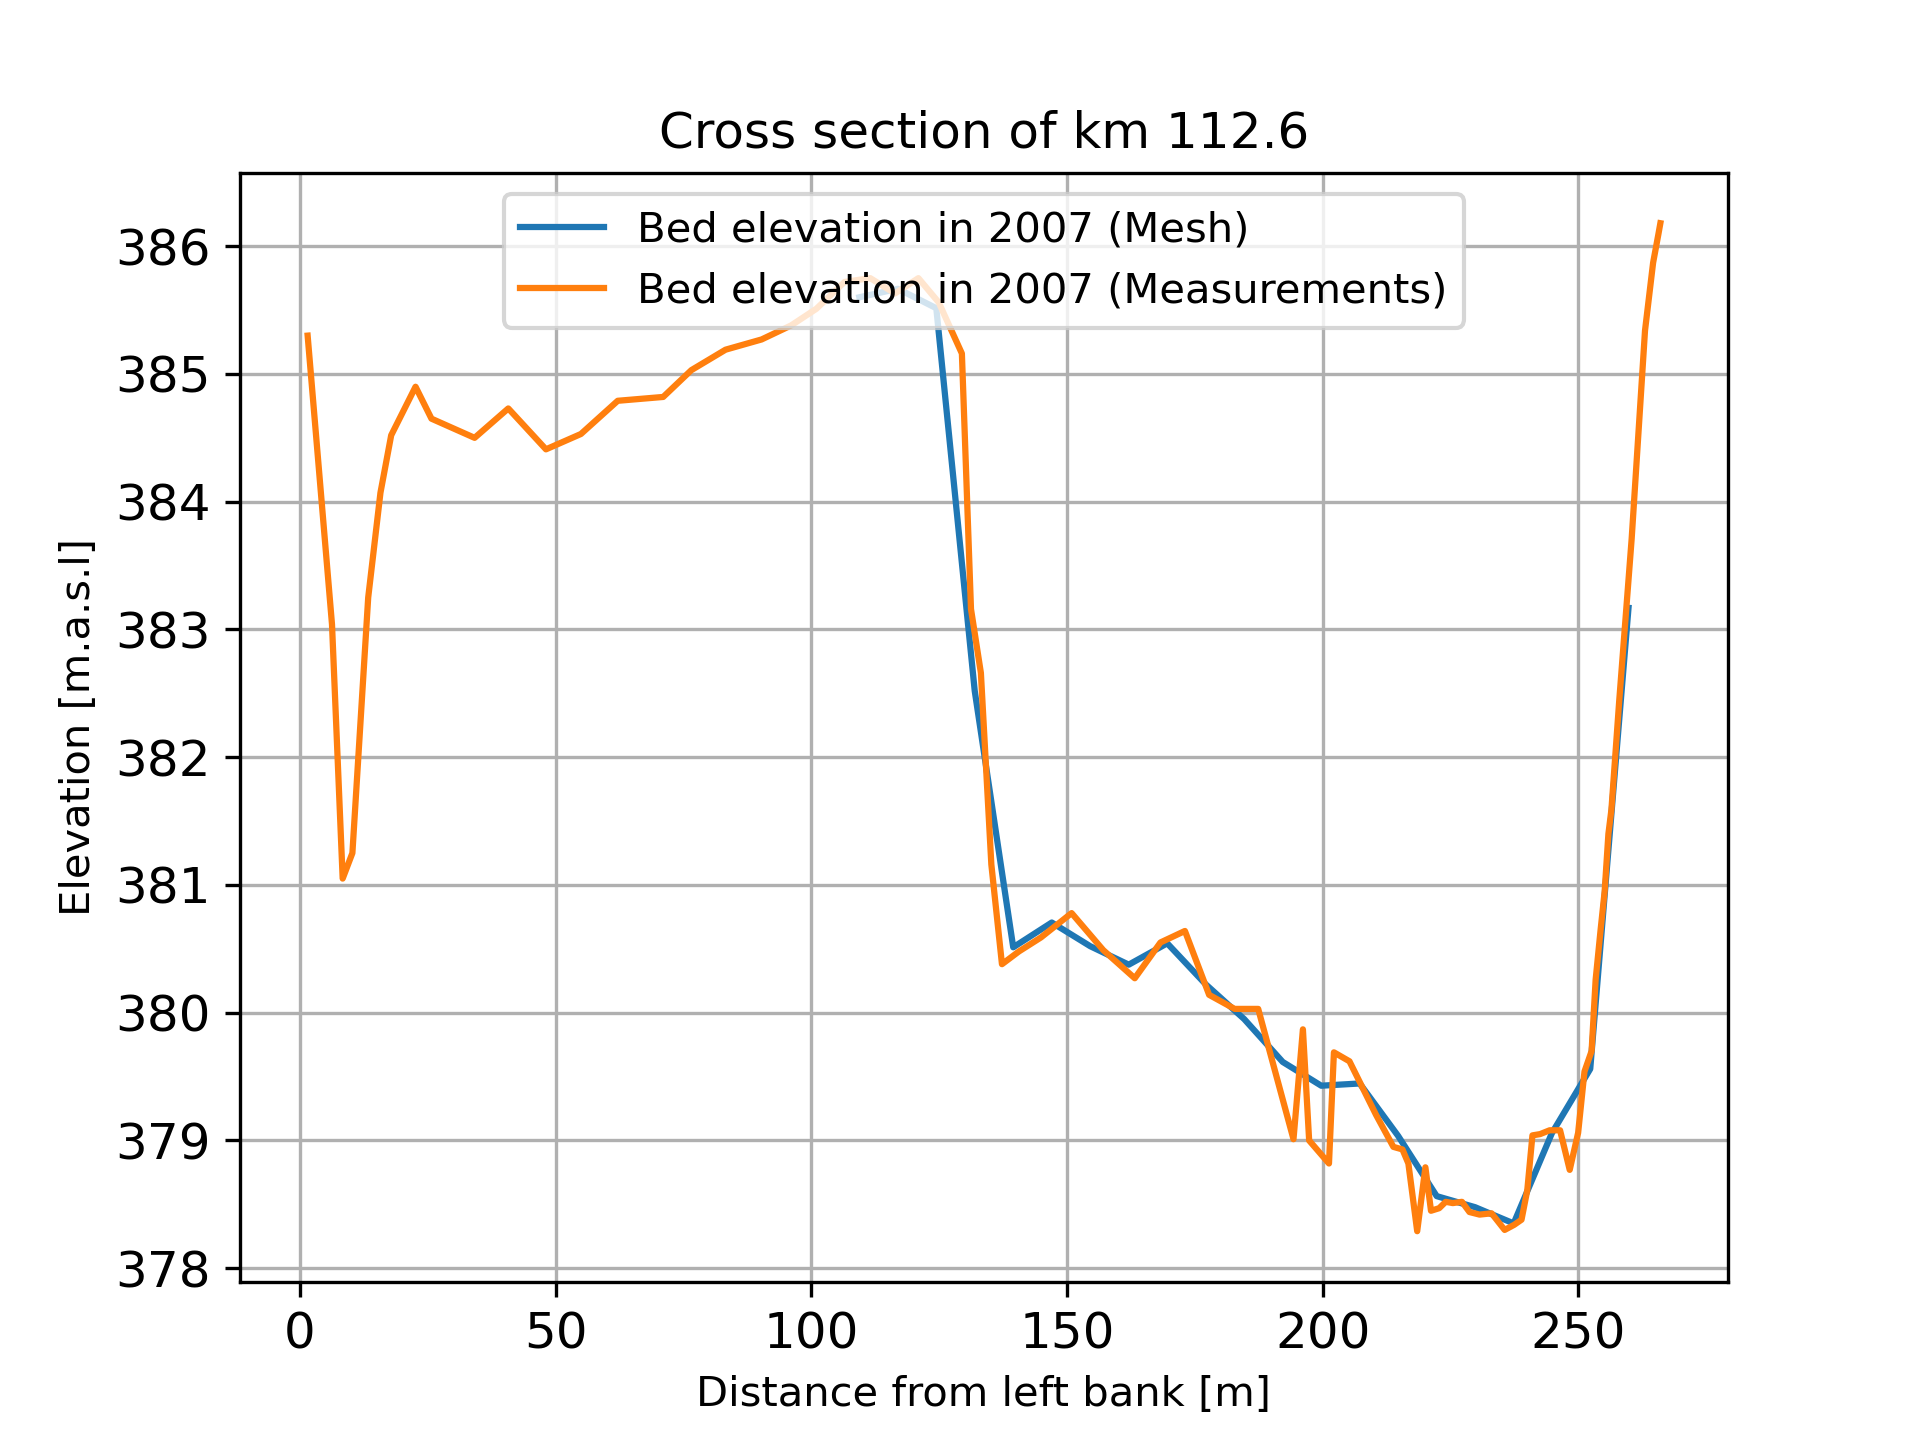 Cross section of km 112.6
Bed elevation in 2007 (Mesh)
Bed elevation in 2007 (Measurements)
386
385
384
383
382
381
380
379
378
Elevation [m.a.s.l]
0 50 100 150 200 250
Distance from left bank [m]